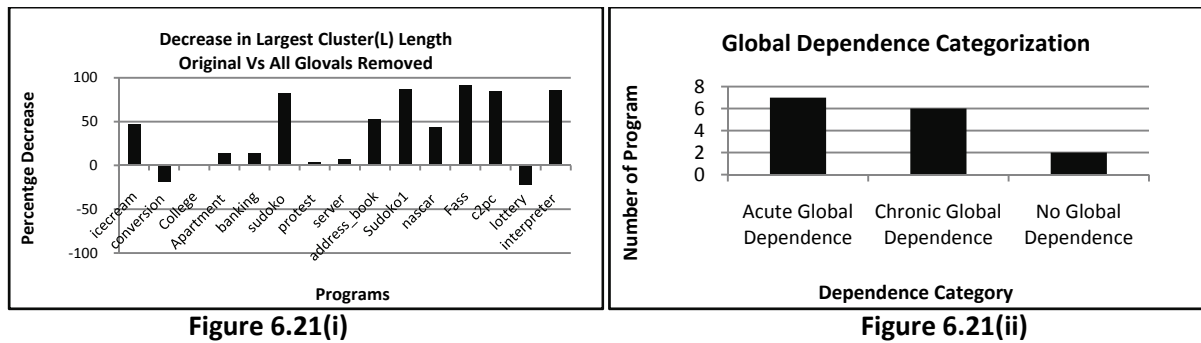 Decrease in Largest Cluster(L) Length
Original Vs All Glovals Removed
Percentge Decrease
100
50
0
-50
-100
icecream
conversion
College
Apartment
banking
sudoko
protest
server
address_book
Sudoko1
nascar
Fass
c2pc
lottery
interpreter
Programs
Figure 6.21(i)
Global Dependence Categorization
Number of Program
8
6
4
2
0
Acute Global
Dependence
Chronic Global
Dependence
No Global
Dependence
Dependence Category
Figure 6.21(ii)